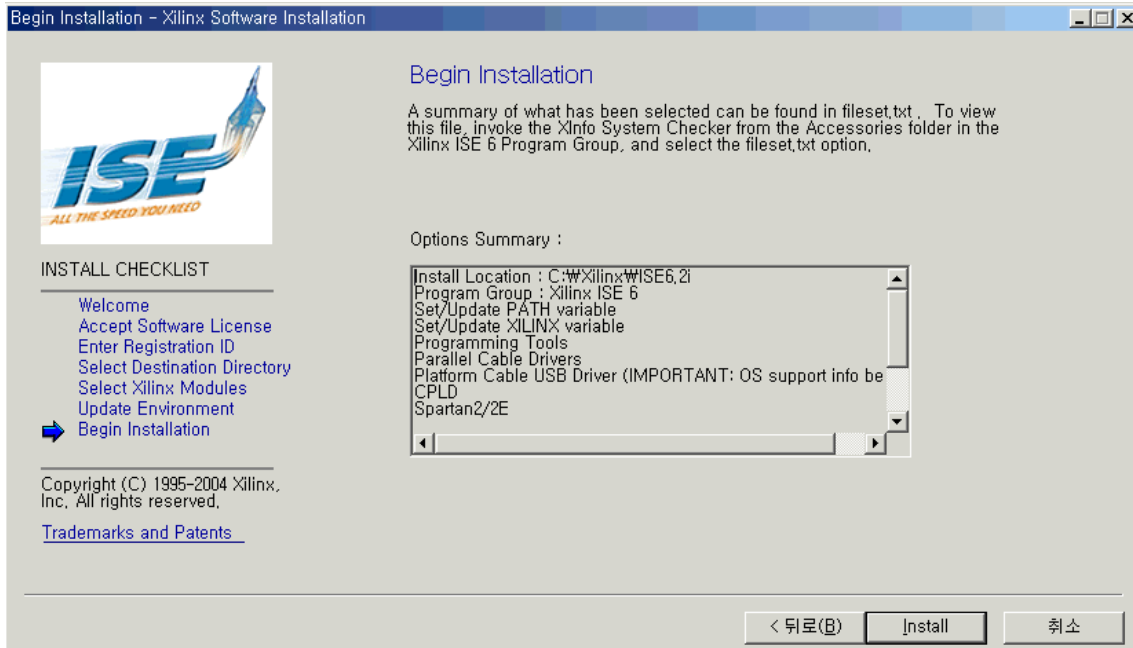 Begin Installation - Xilinx Software Installation
ISE
ALL THE SPEED YOU NEED
INSTALL CHECKLIST
Welcome
Accept Software License
Enter Registration ID
Select Destination Directory
Select Xilinx Modules
Update Environment
Begin Installation
Copyright (C) 1995-2004 Xilinx,
Inc. All rights reserved.
Trademarks and Patents
Begin Installation
A summary of what has been selected can be found in fileset.txt . To view
this file, invoke the XInfo System Checker from the Accessories folder in the
Xilinx ISE 6 Program Group, and select the fileset.txt option.
Options Summary :
Install Location : C:₩Xilinx₩ISE6.2i
Program Group : Xilinx ISE 6
Set/Update PATH variable
Set/Update XILINX variable
Programming Tools
Parallel Cable Drivers
Platform Cable USB Driver (IMPORTANT: OS support info be
CPLD
Spartan2/2E
< 뒤로(B)
Install
취소